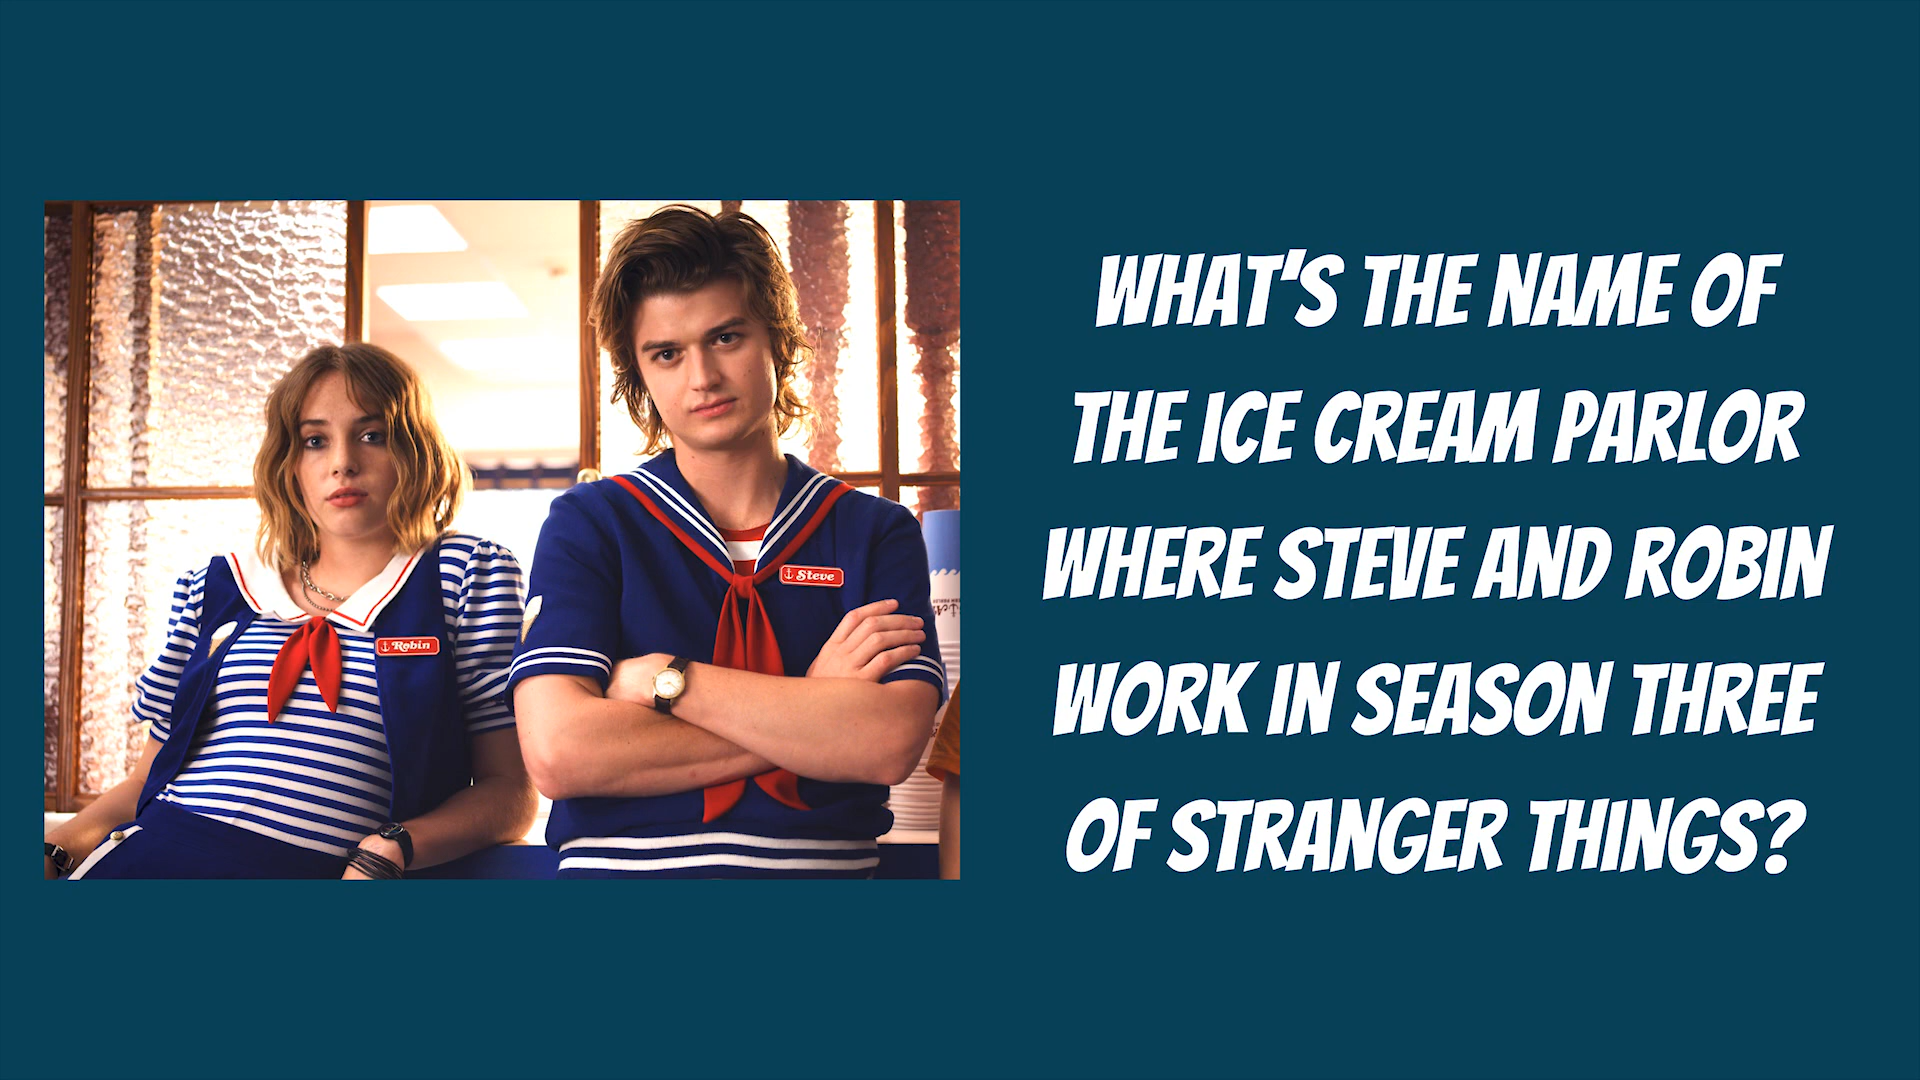 WHAT'S THE NAME OF
THE ICE CREAM PARLOR
WHERE STEVE AND ROBIN
WORK IN SEASON THREE
OF STRANGER THINGS?
Steve
Robin